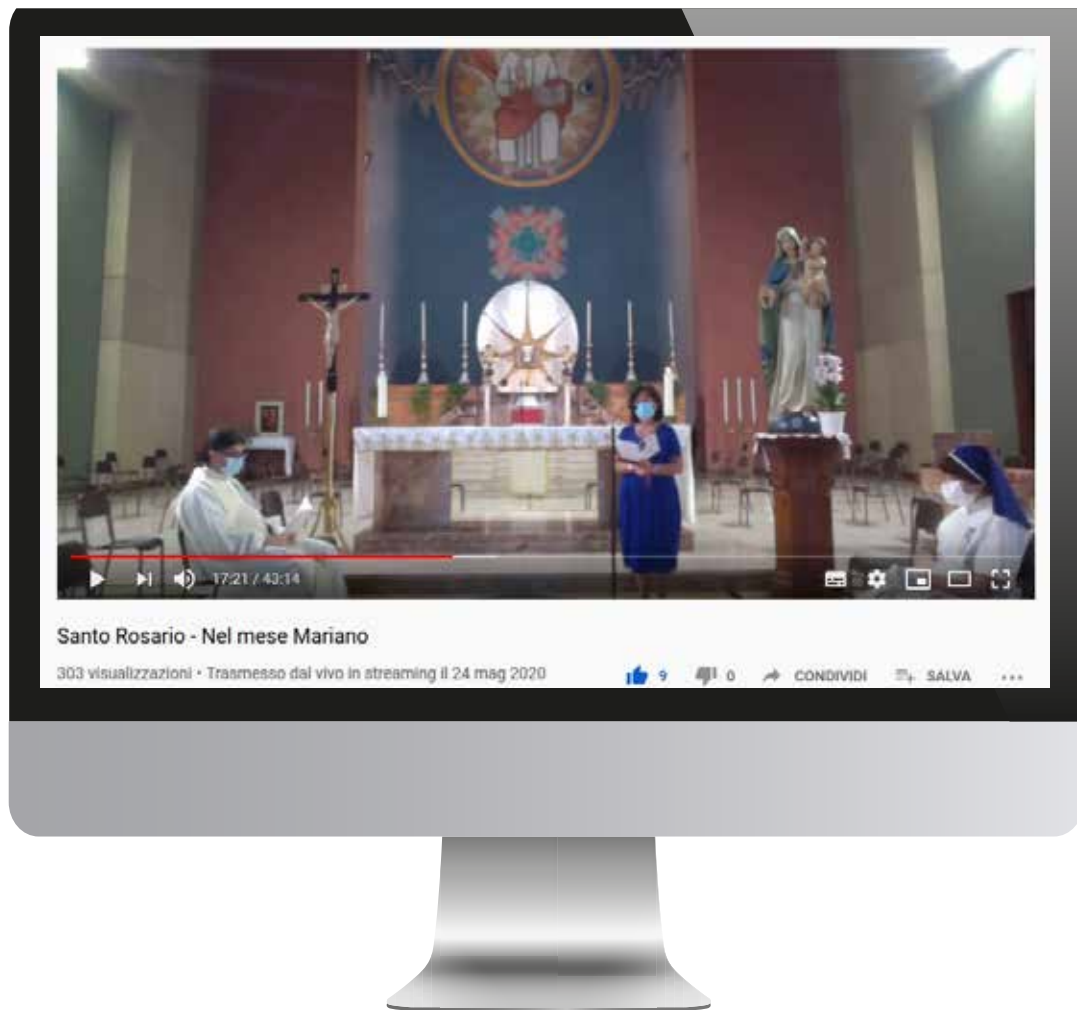 17:21 / 43:14
Santo Rosario - Nel mese Mariano
303 visualizzazioni • Trasmesso dal vivo in streaming il 24 mag 2020
9
0
CONDIVIDI
SALVA